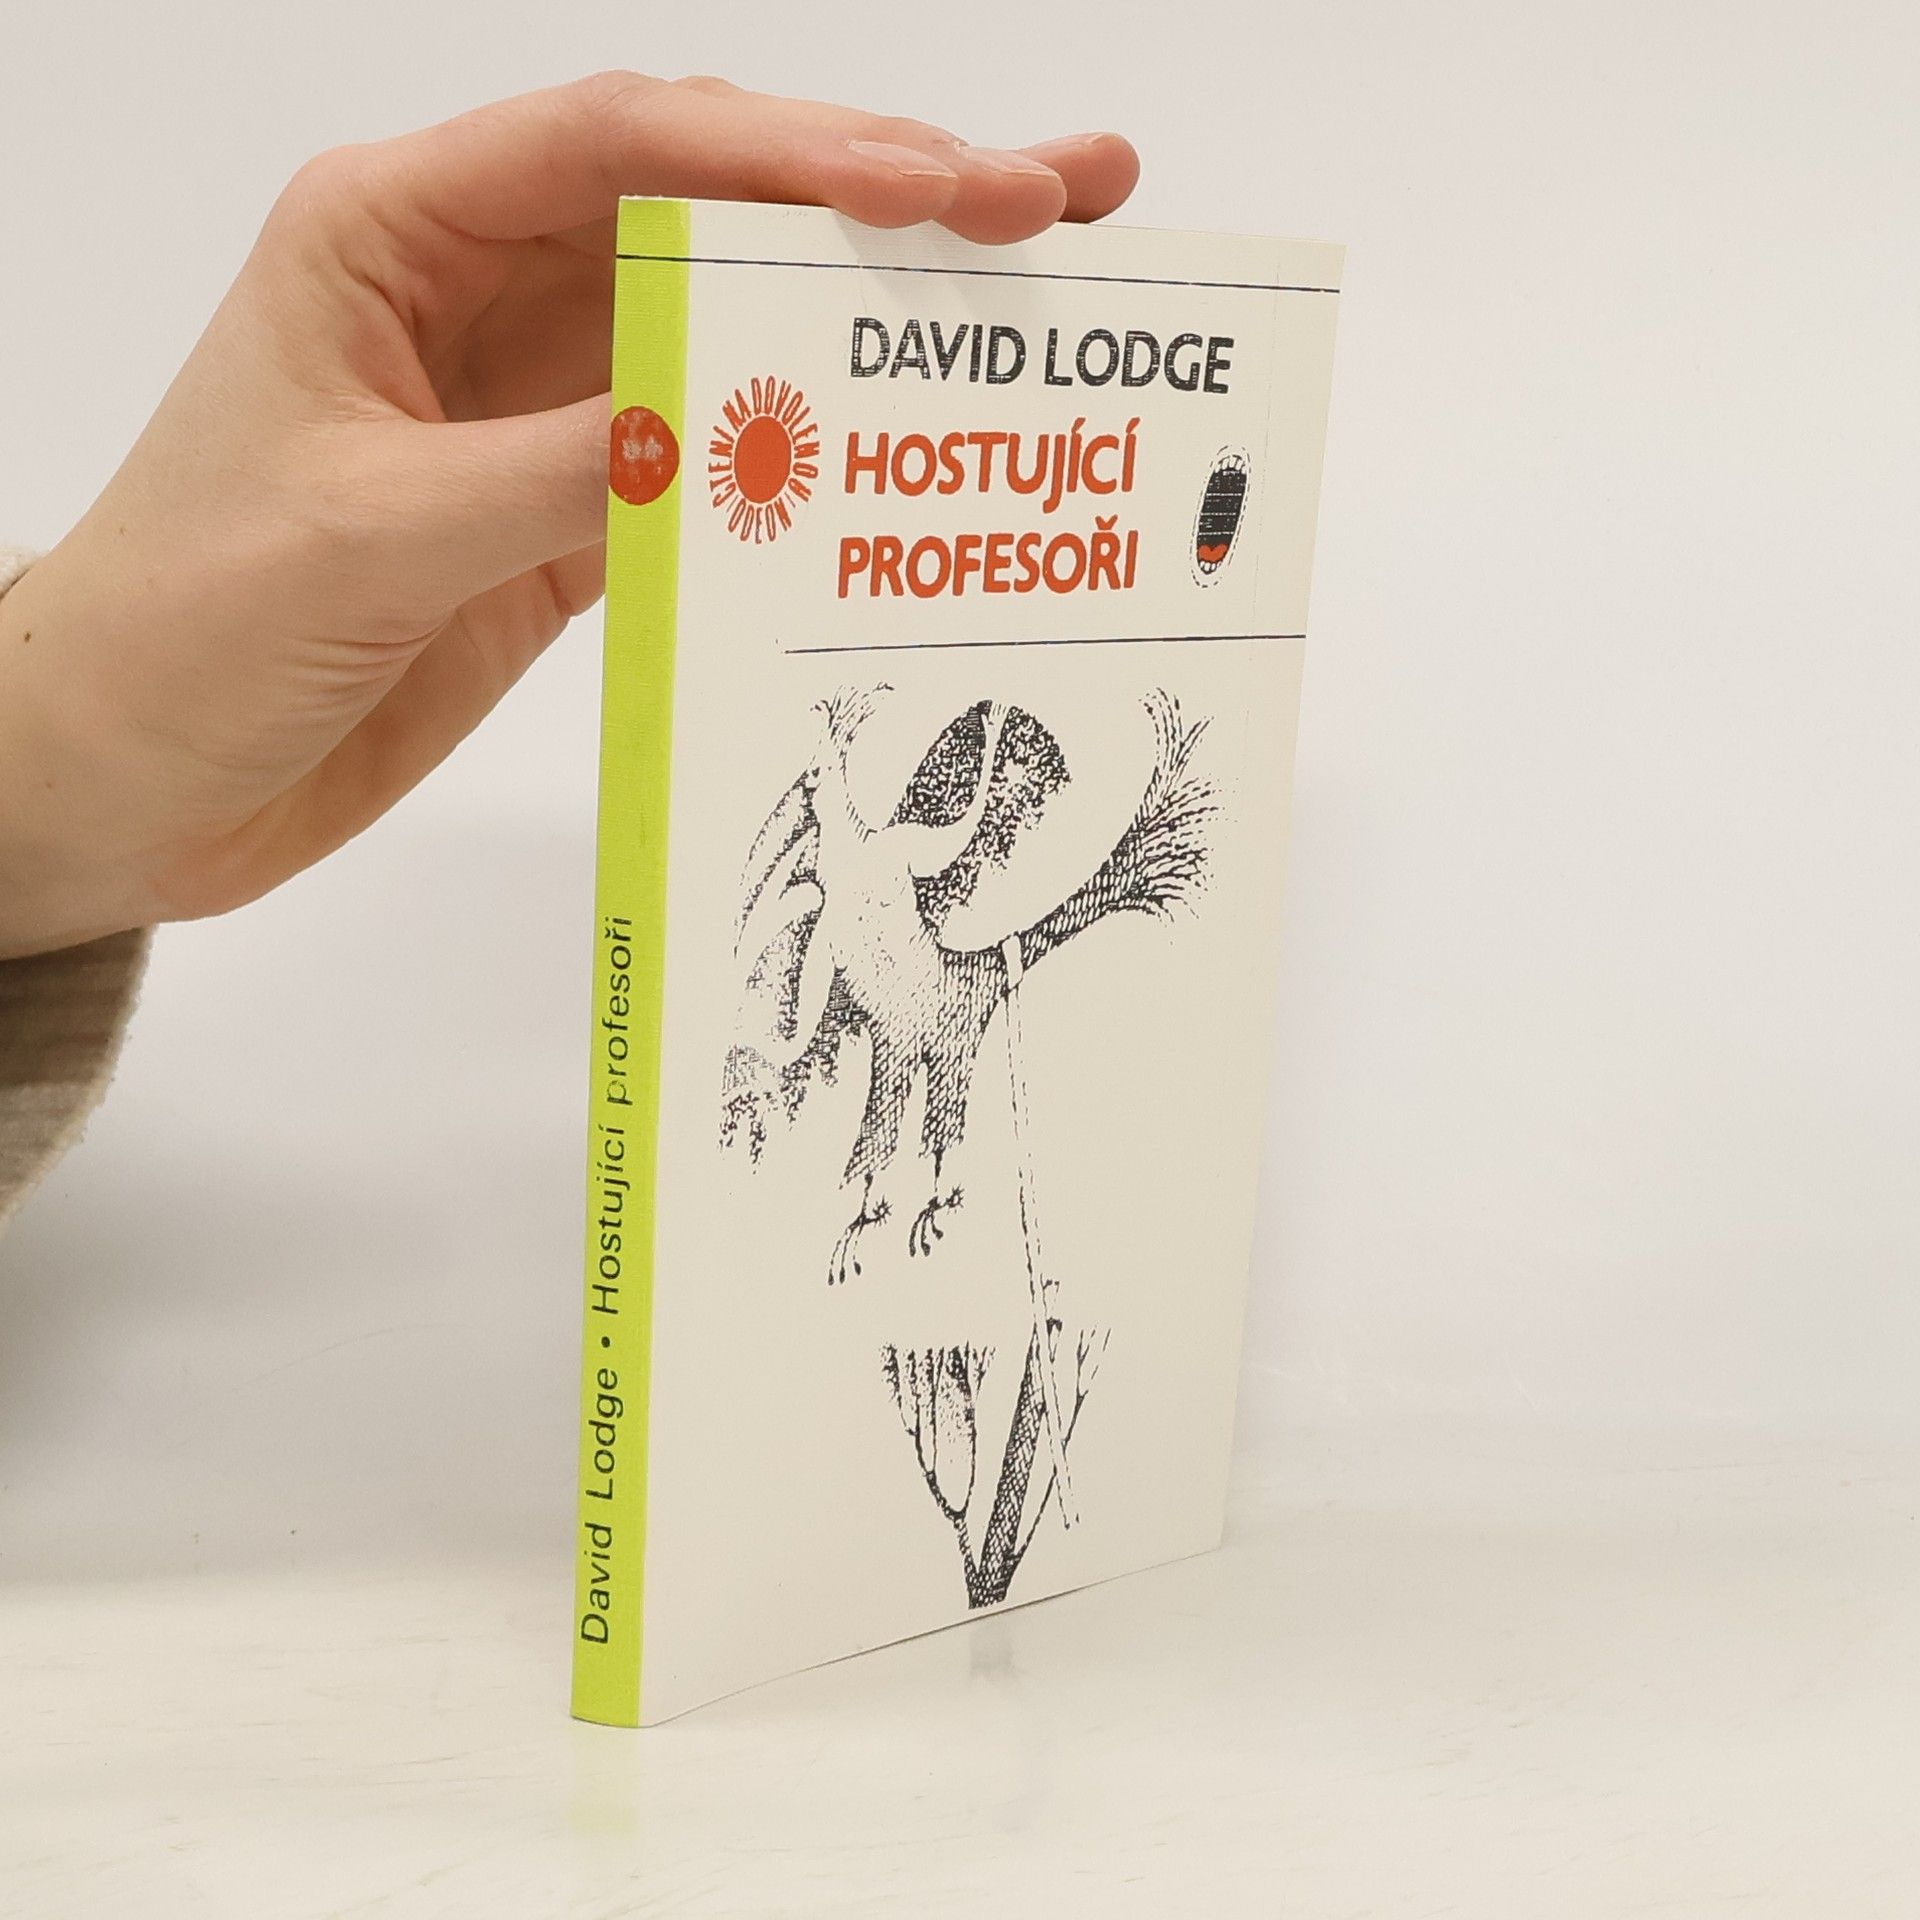 DAVID LODGE
HOSTUJÍCÍ
PROFESOŘI
ČTENÍ NA DOVOLENOU
ODEON
David Lodge • Hostující profesoři